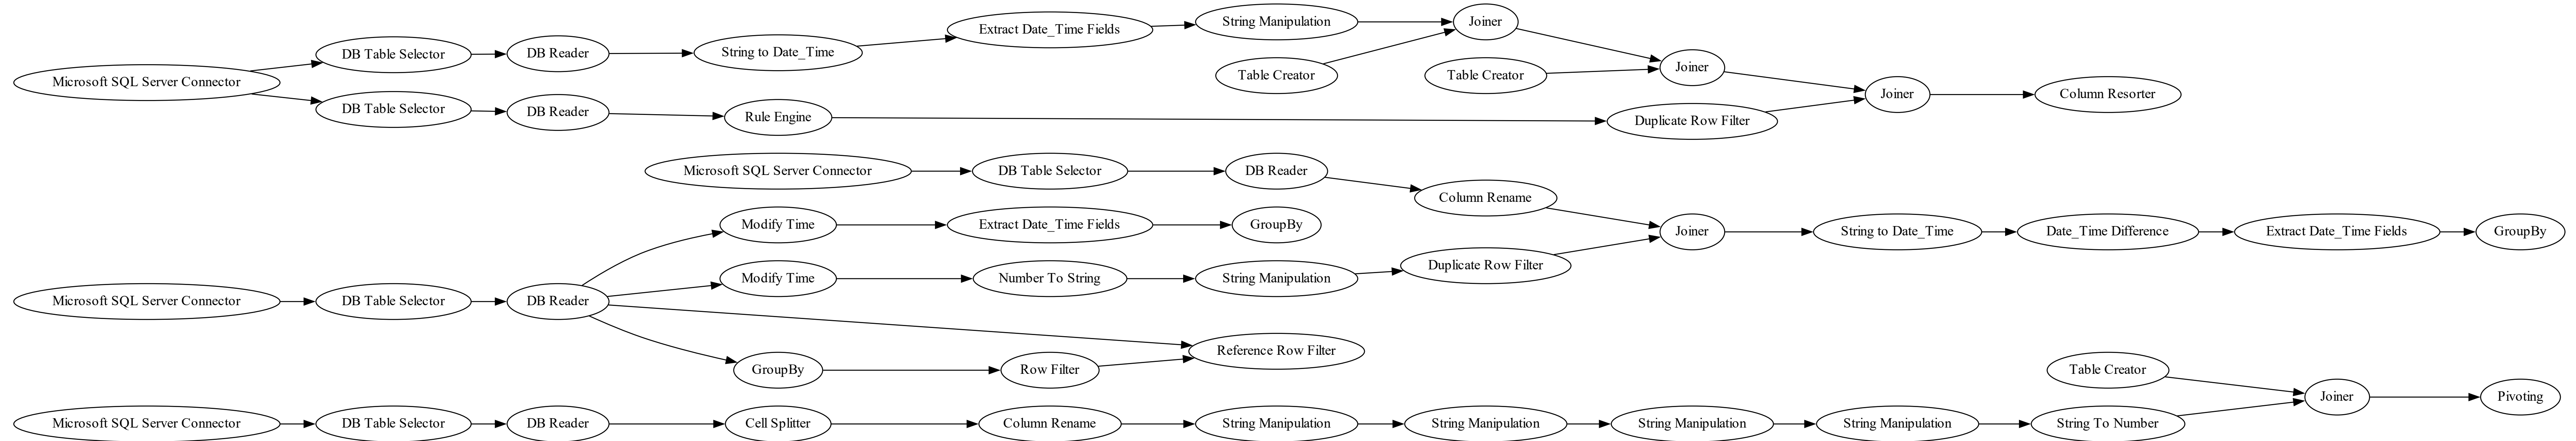 Microsoft SQL Server Connector
DB Table Selector
DB Reader
String to Date_Time
Extract Date_Time Fields
String Manipulation
Joiner
Table Creator
Table Creator
Joiner
Joiner
Column Resorter
DB Table Selector
DB Reader
Rule Engine
Duplicate Row Filter
Microsoft SQL Server Connector
DB Table Selector
DB Reader
Column Rename
Modify Time
Extract Date_Time Fields
GroupBy
Joiner
String to Date_Time
Date_Time Difference
Extract Date_Time Fields
GroupBy
Modify Time
Number To String
String Manipulation
Duplicate Row Filter
Microsoft SQL Server Connector
DB Table Selector
DB Reader
Reference Row Filter
GroupBy
Row Filter
Table Creator
Joiner
Pivoting
Microsoft SQL Server Connector
DB Table Selector
DB Reader
Cell Splitter
Column Rename
String Manipulation
String Manipulation
String Manipulation
String Manipulation
String To Number